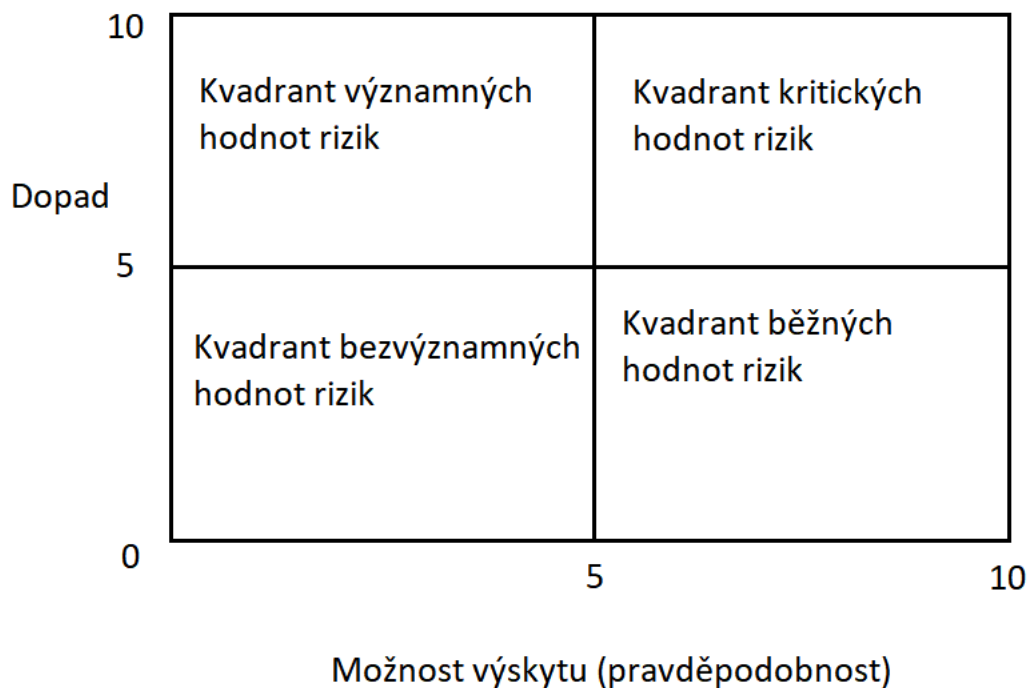 10
Kvadrant významných
hodnot rizik
Kvadrant kritických
hodnot rizik
Dopad
5
Kvadrant bezvýznamných
hodnot rizik
Kvadrant běžných
hodnot rizik
0
5
10
Možnost výskytu (pravděpodobnost)